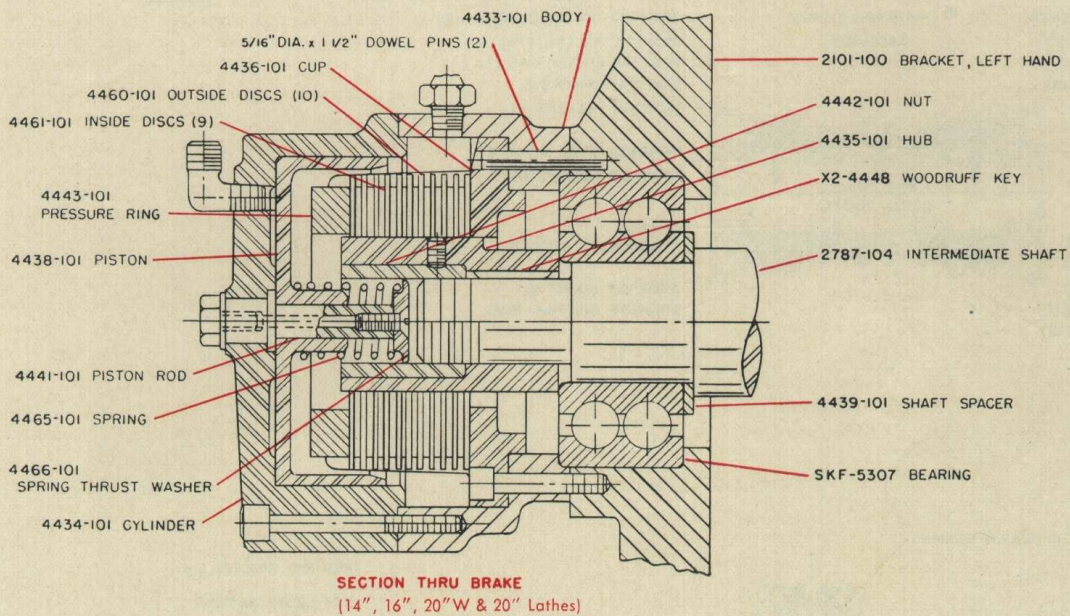 4433-101 BODY
5/16" DIA. x 1 1/2" DOWEL PINS (2)
4436-101 CUP
4460-101 OUTSIDE DISCS (10)
4461-101 INSIDE DISCS (9)
4443-101
PRESSURE RING
4438-101 PISTON
4441-101 PISTON ROD
4465-101 SPRING
4466-101
SPRING THRUST WASHER
4434-101 CYLINDER
2101-100 BRACKET, LEFT HAND
4442-101 NUT
4435-101 HUB
X2-4448 WOODRUFF KEY
2787-104 INTERMEDIATE SHAFT
4439-101 SHAFT SPACER
SKF-5307 BEARING
SECTION THRU BRAKE
(14", 16", 20"W & 20" Lathes)